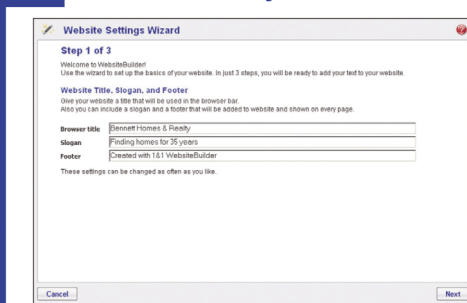 Website Settings Wizard
Step 1 of 3
Welcome to WebsiteBuilder!
Use the wizard to set up the basics of your website. In just 3 steps, you will be ready to add your text to your website.
Website Title, Slogan, and Footer
Give your website a title that will be used in the browser bar.
Also you can include a slogan and a footer that will be added to website and shown on every page.
Browser title Bennett Homes & Realty
Slogan Finding homes for 35 years
Footer Created with 1&1 WebsiteBuilder
These settings can be changed as often as you like.
Cancel Next